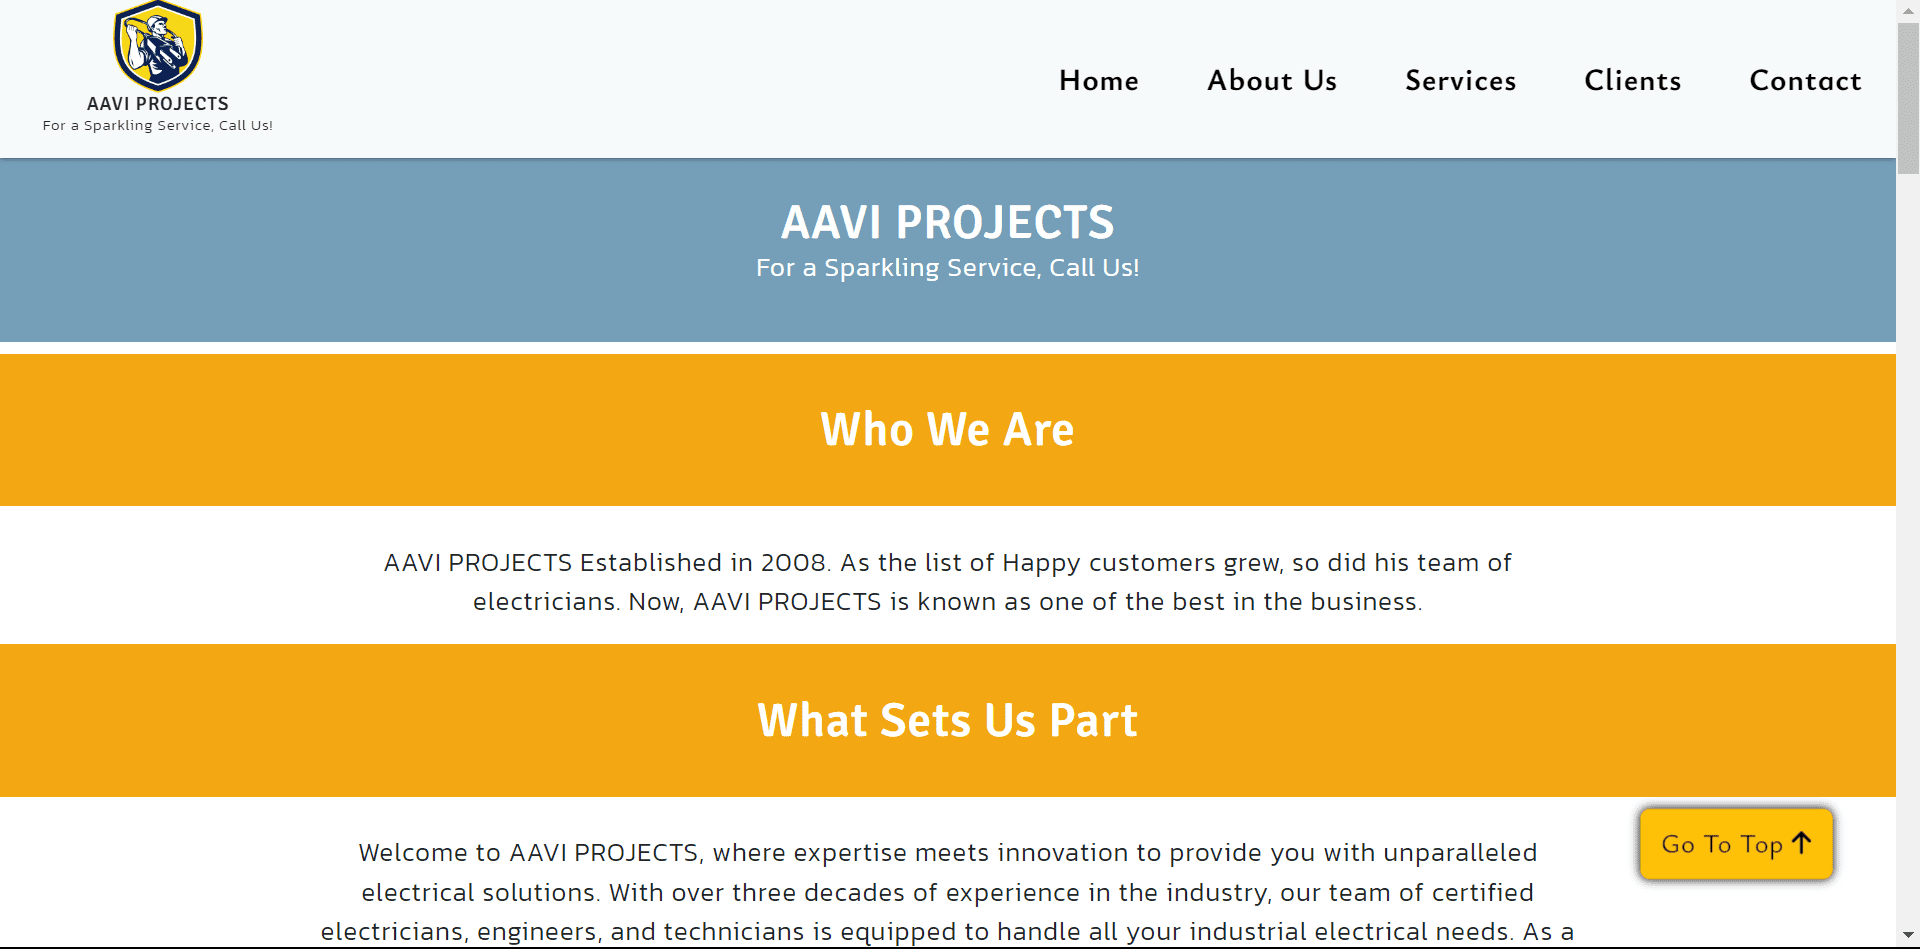 AAVI PROJECTS
For a Sparkling Service, Call Us!
Home About Us Services Clients Contact
AAVI PROJECTS
For a Sparkling Service, Call Us!
Who We Are
AAVI PROJECTS Established in 2008. As the list of Happy customers grew, so did his team of
electricians. Now, AAVI PROJECTS is known as one of the best in the business.
What Sets Us Part
Go To Top
Welcome to AAVI PROJECTS, where expertise meets innovation to provide you with unparalleled
electrical solutions. With over three decades of experience in the industry, our team of certified
electricians, engineers, and technicians is equipped to handle all your industrial electrical needs. As a